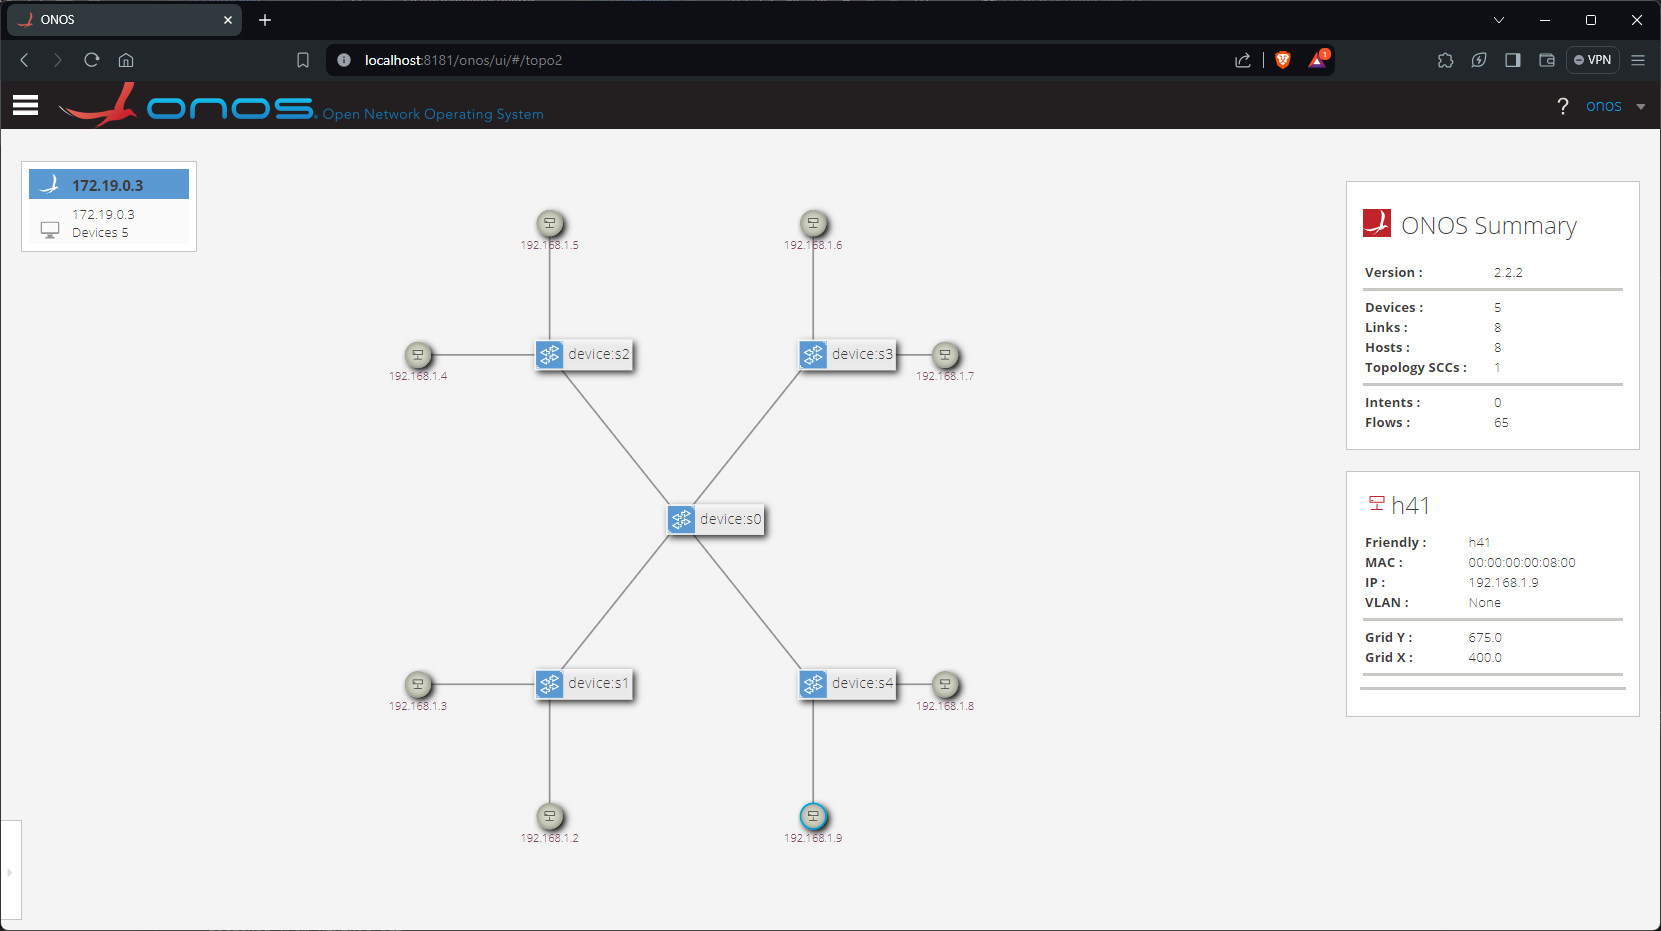 ONOS
localhost:8181/onos/ui/#/topo2
1
VPN
onos Open Network Operating System
? onos
172.19.0.3
172.19.0.3
Devices 5
192.168.1.5
192.168.1.6
device:s2
device:s3
192.168.1.4
192.168.1.7
device:s0
device:s1
device:s4
192.168.1.3
192.168.1.8
192.168.1.2
192.168.1.9
ONOS Summary
Version : 2.2.2
Devices : 5
Links : 8
Hosts : 8
Topology SCCs : 1
Intents : 0
Flows : 65
h41
Friendly : h41
MAC : 00:00:00:00:08:00
IP : 192.168.1.9
VLAN : None
Grid Y : 675.0
Grid X : 400.0